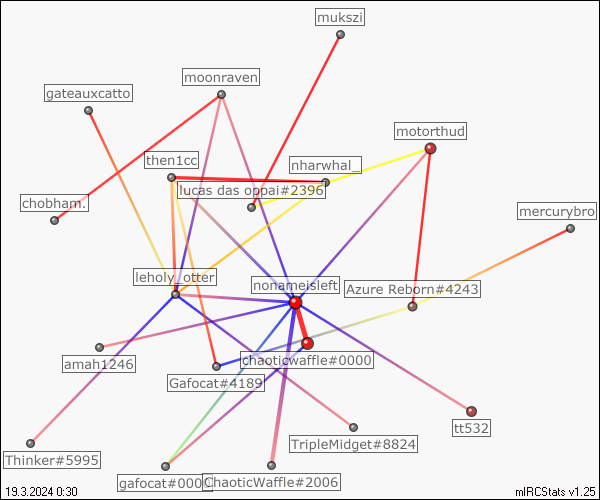 mukszi
moonraven
gateauxcatto
motorthud
then1cc
nharwhal_
lucas das oppai#2396
chobham.
mercurybro
leholy_otter
nonameisleft
Azure Reborn#4243
chaoticwaffle#0000
amah1246
Gafocat#4189
tt532
TripleMidget#8824
Thinker#5995
gafocat#000
ChaoticWaffle#2006
19.3.2024 0:30
mIRCStats v1.25